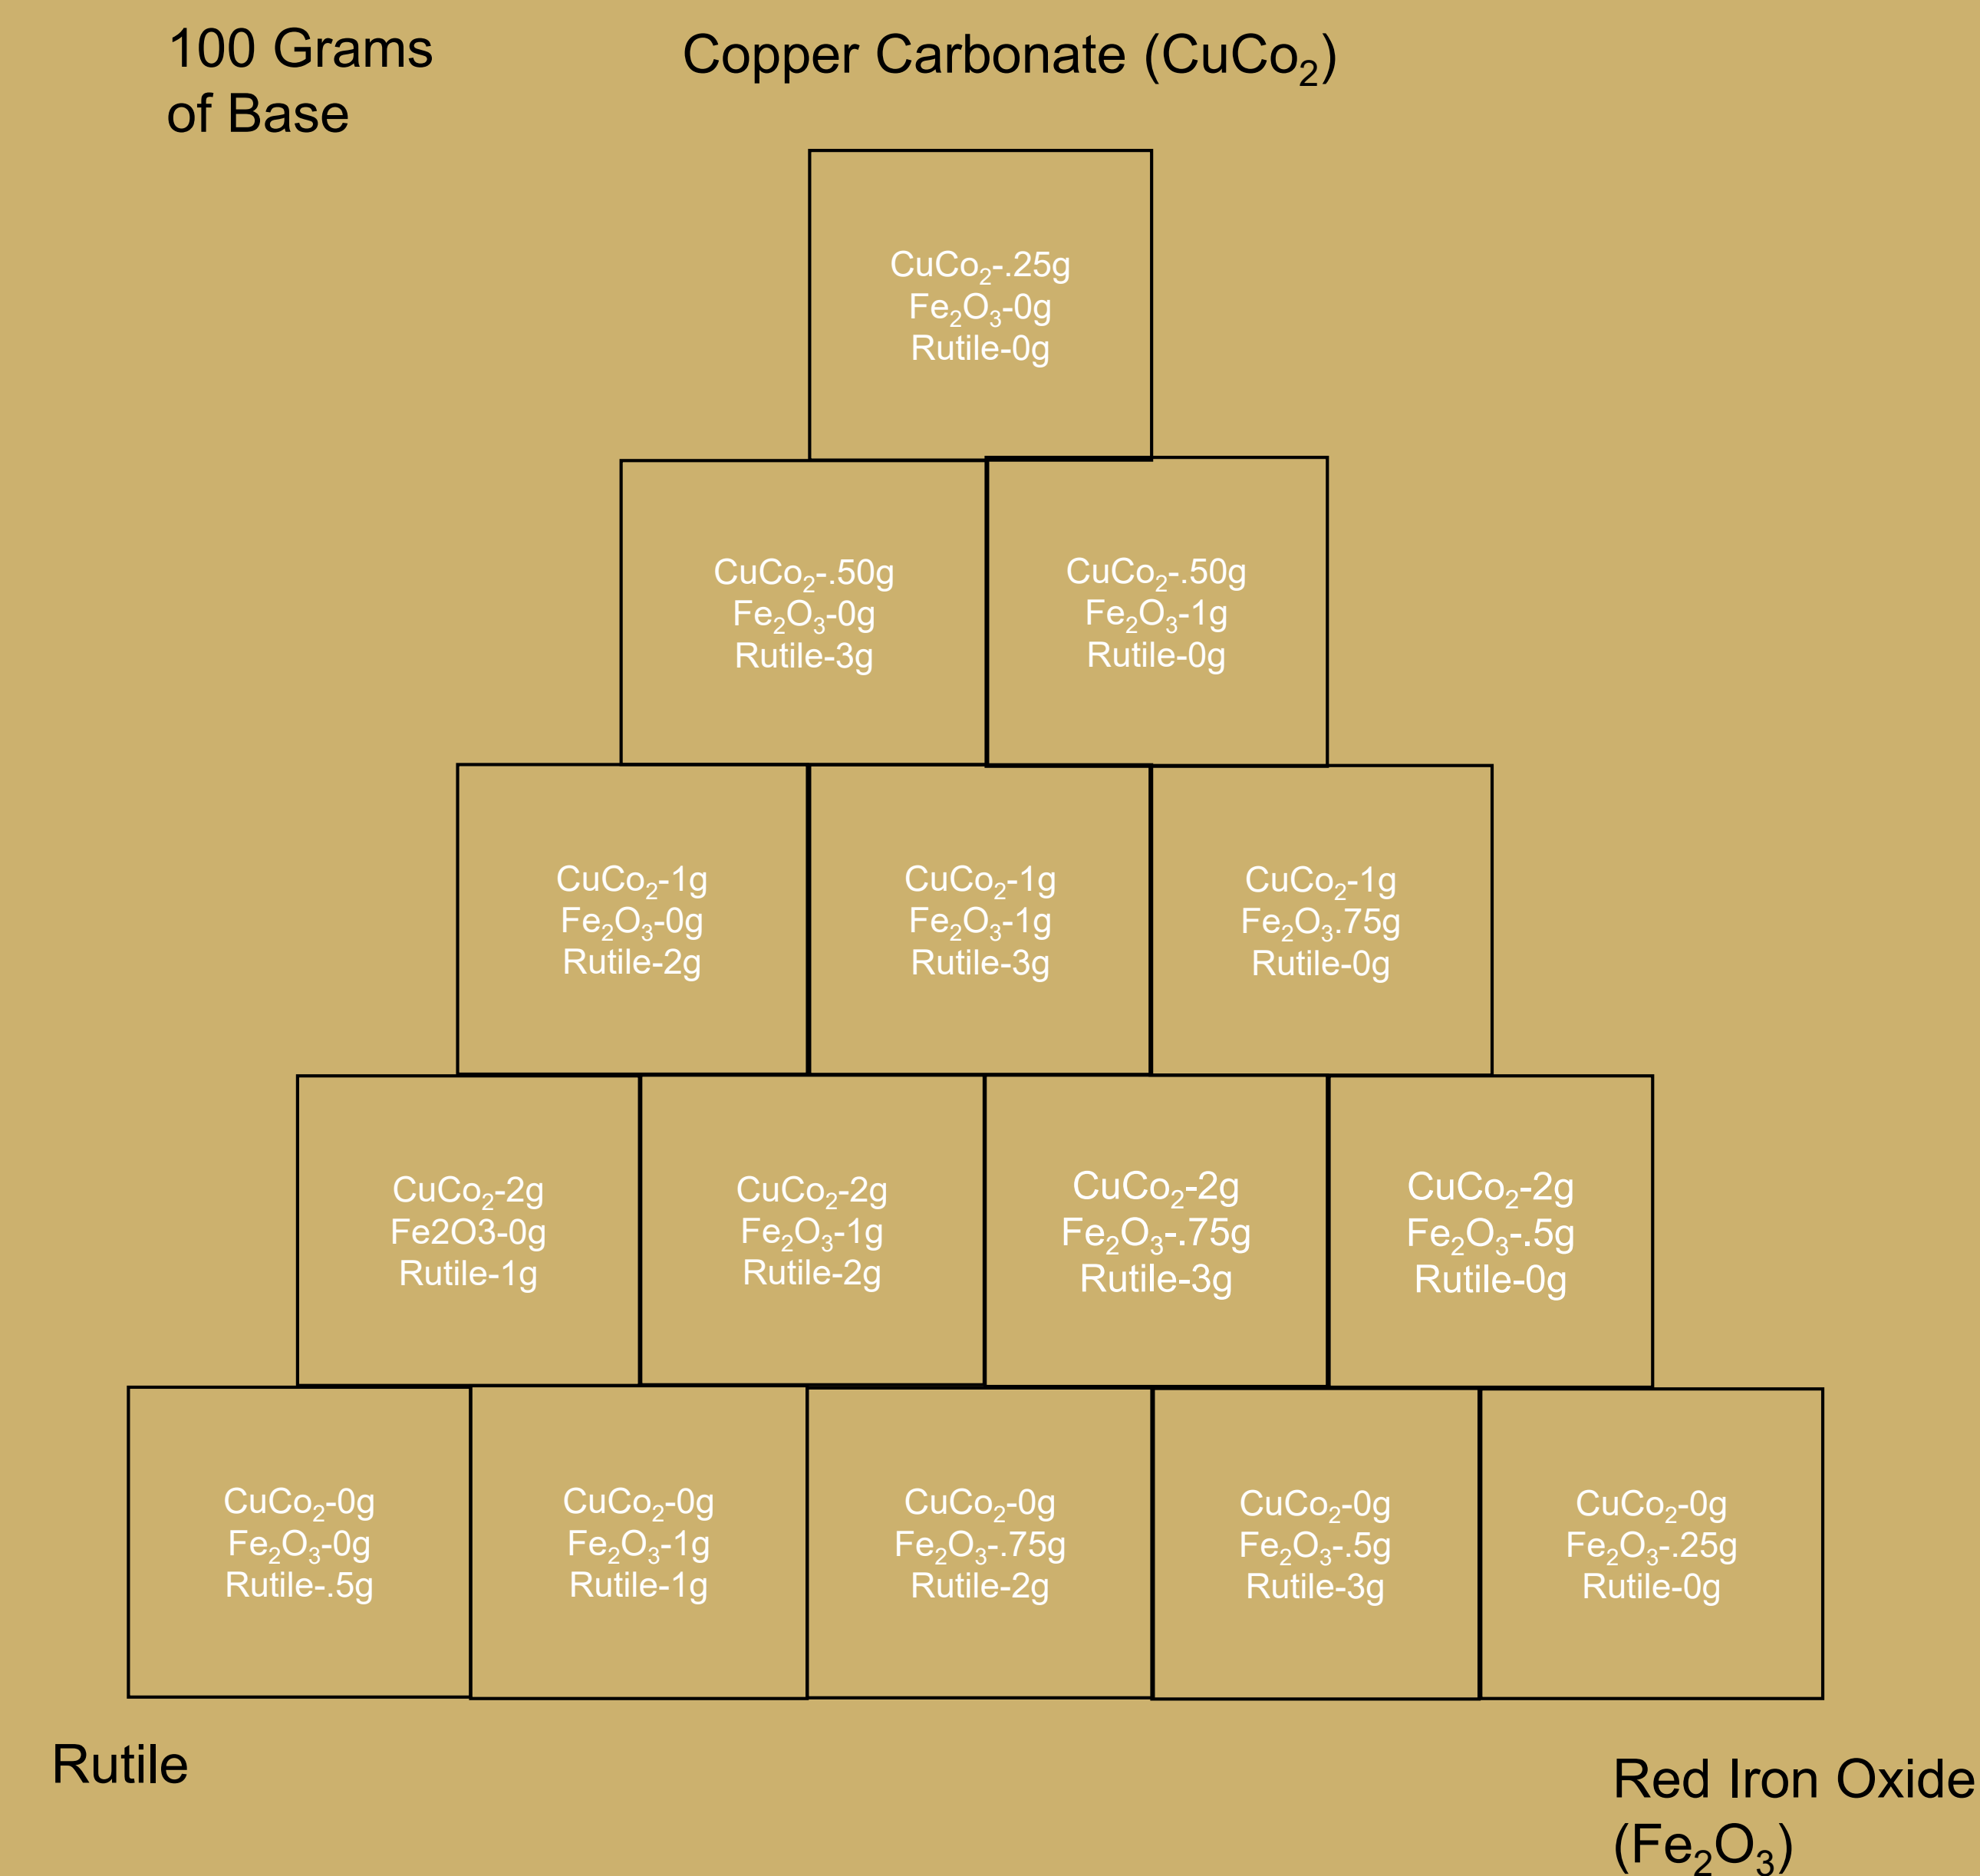 100 Grams
of Base
Copper Carbonate (CuCo₂)
CuCo₂-.25g
Fe₂O₃-0g
Rutile-0g
CuCo₂-.50g
Fe₂O₃-0g
Rutile-3g
CuCo₂-.50g
Fe₂O₃-1g
Rutile-0g
CuCo₂-1g
Fe₂O₃-0g
Rutile-2g
CuCo₂-1g
Fe₂O₃-1g
Rutile-3g
CuCo₂-1g
Fe₂O₃.75g
Rutile-0g
CuCo₂-2g
Fe2O3-0g
Rutile-1g
CuCo₂-2g
Fe₂O₃-1g
Rutile-2g
CuCo₂-2g
Fe₂O₃-.75g
Rutile-3g
CuCo₂-2g
Fe₂O₃-.5g
Rutile-0g
CuCo₂-0g
Fe₂O₃-0g
Rutile-.5g
CuCo₂-0g
Fe₂O₃-1g
Rutile-1g
CuCo₂-0g
Fe₂O₃-.75g
Rutile-2g
CuCo₂-0g
Fe₂O₃-.5g
Rutile-3g
CuCo₂-0g
Fe₂O₃-.25g
Rutile-0g
Rutile
Red Iron Oxide
(Fe₂O₃)